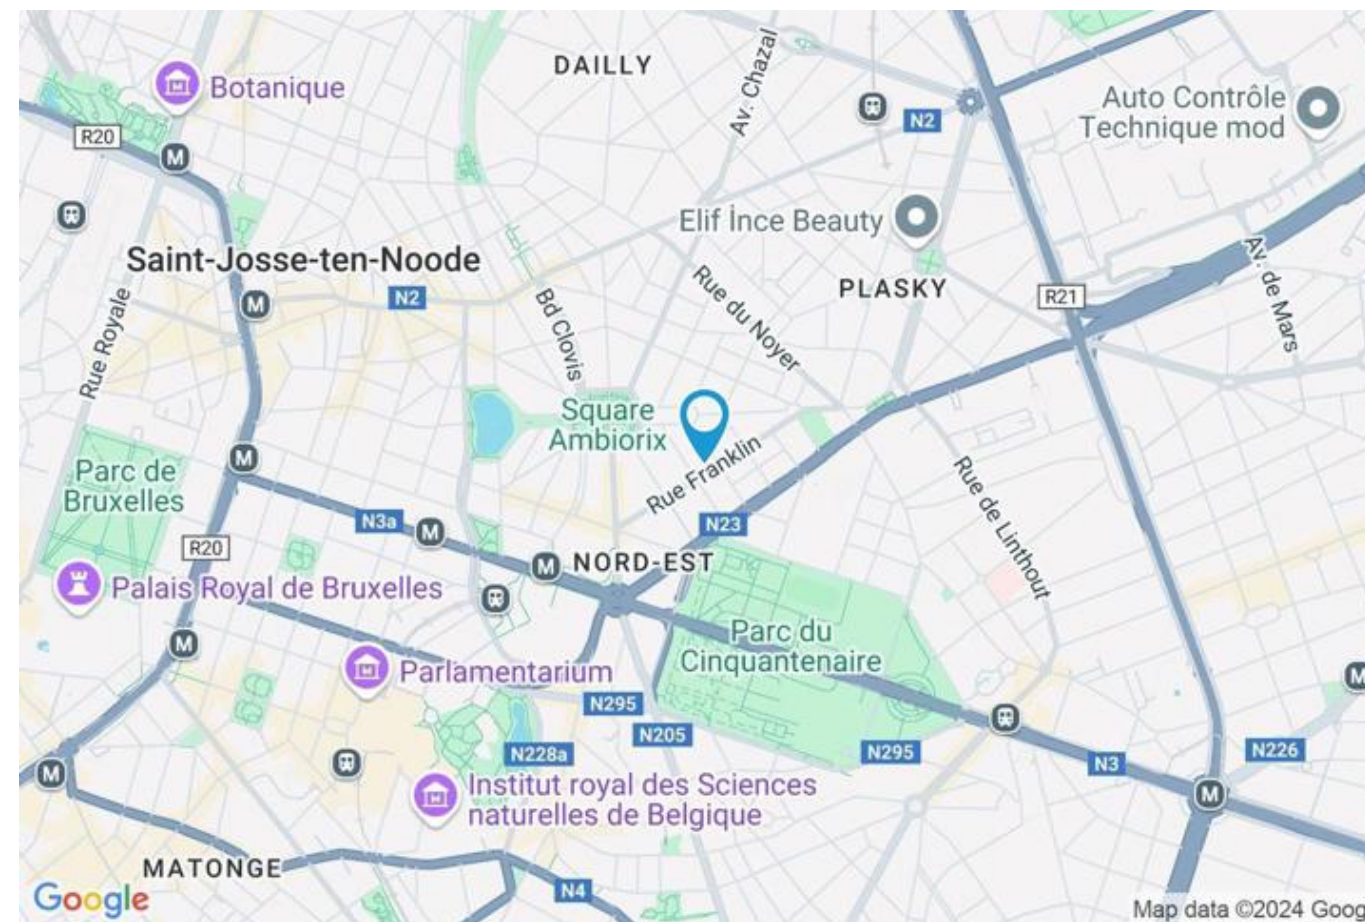 DAILLY
Av. Chazal
Botanique
R20
M
N2
Auto Contrôle
Technique mod
Elif İnce Beauty
Saint-Josse-ten-Noode
M
N2
Rue Royale
Bd Clovis
Rue du Noyer
PLASKY
R21
Av. de Mars
Square
Ambiorix
Rue Franklin
Parc de
Bruxelles
M
N3a
M
N23
Rue de Linthout
R20
M
NORD-EST
Palais Royal de Bruxelles
M
Parc du
Cinquantenaire
Parlamentarium
N295
N205
N228a
N295
N3
N226
M
M
M
Institut royal des Sciences
naturelles de Belgique
MATONGE
N4
Google
Map data ©2024 Goog